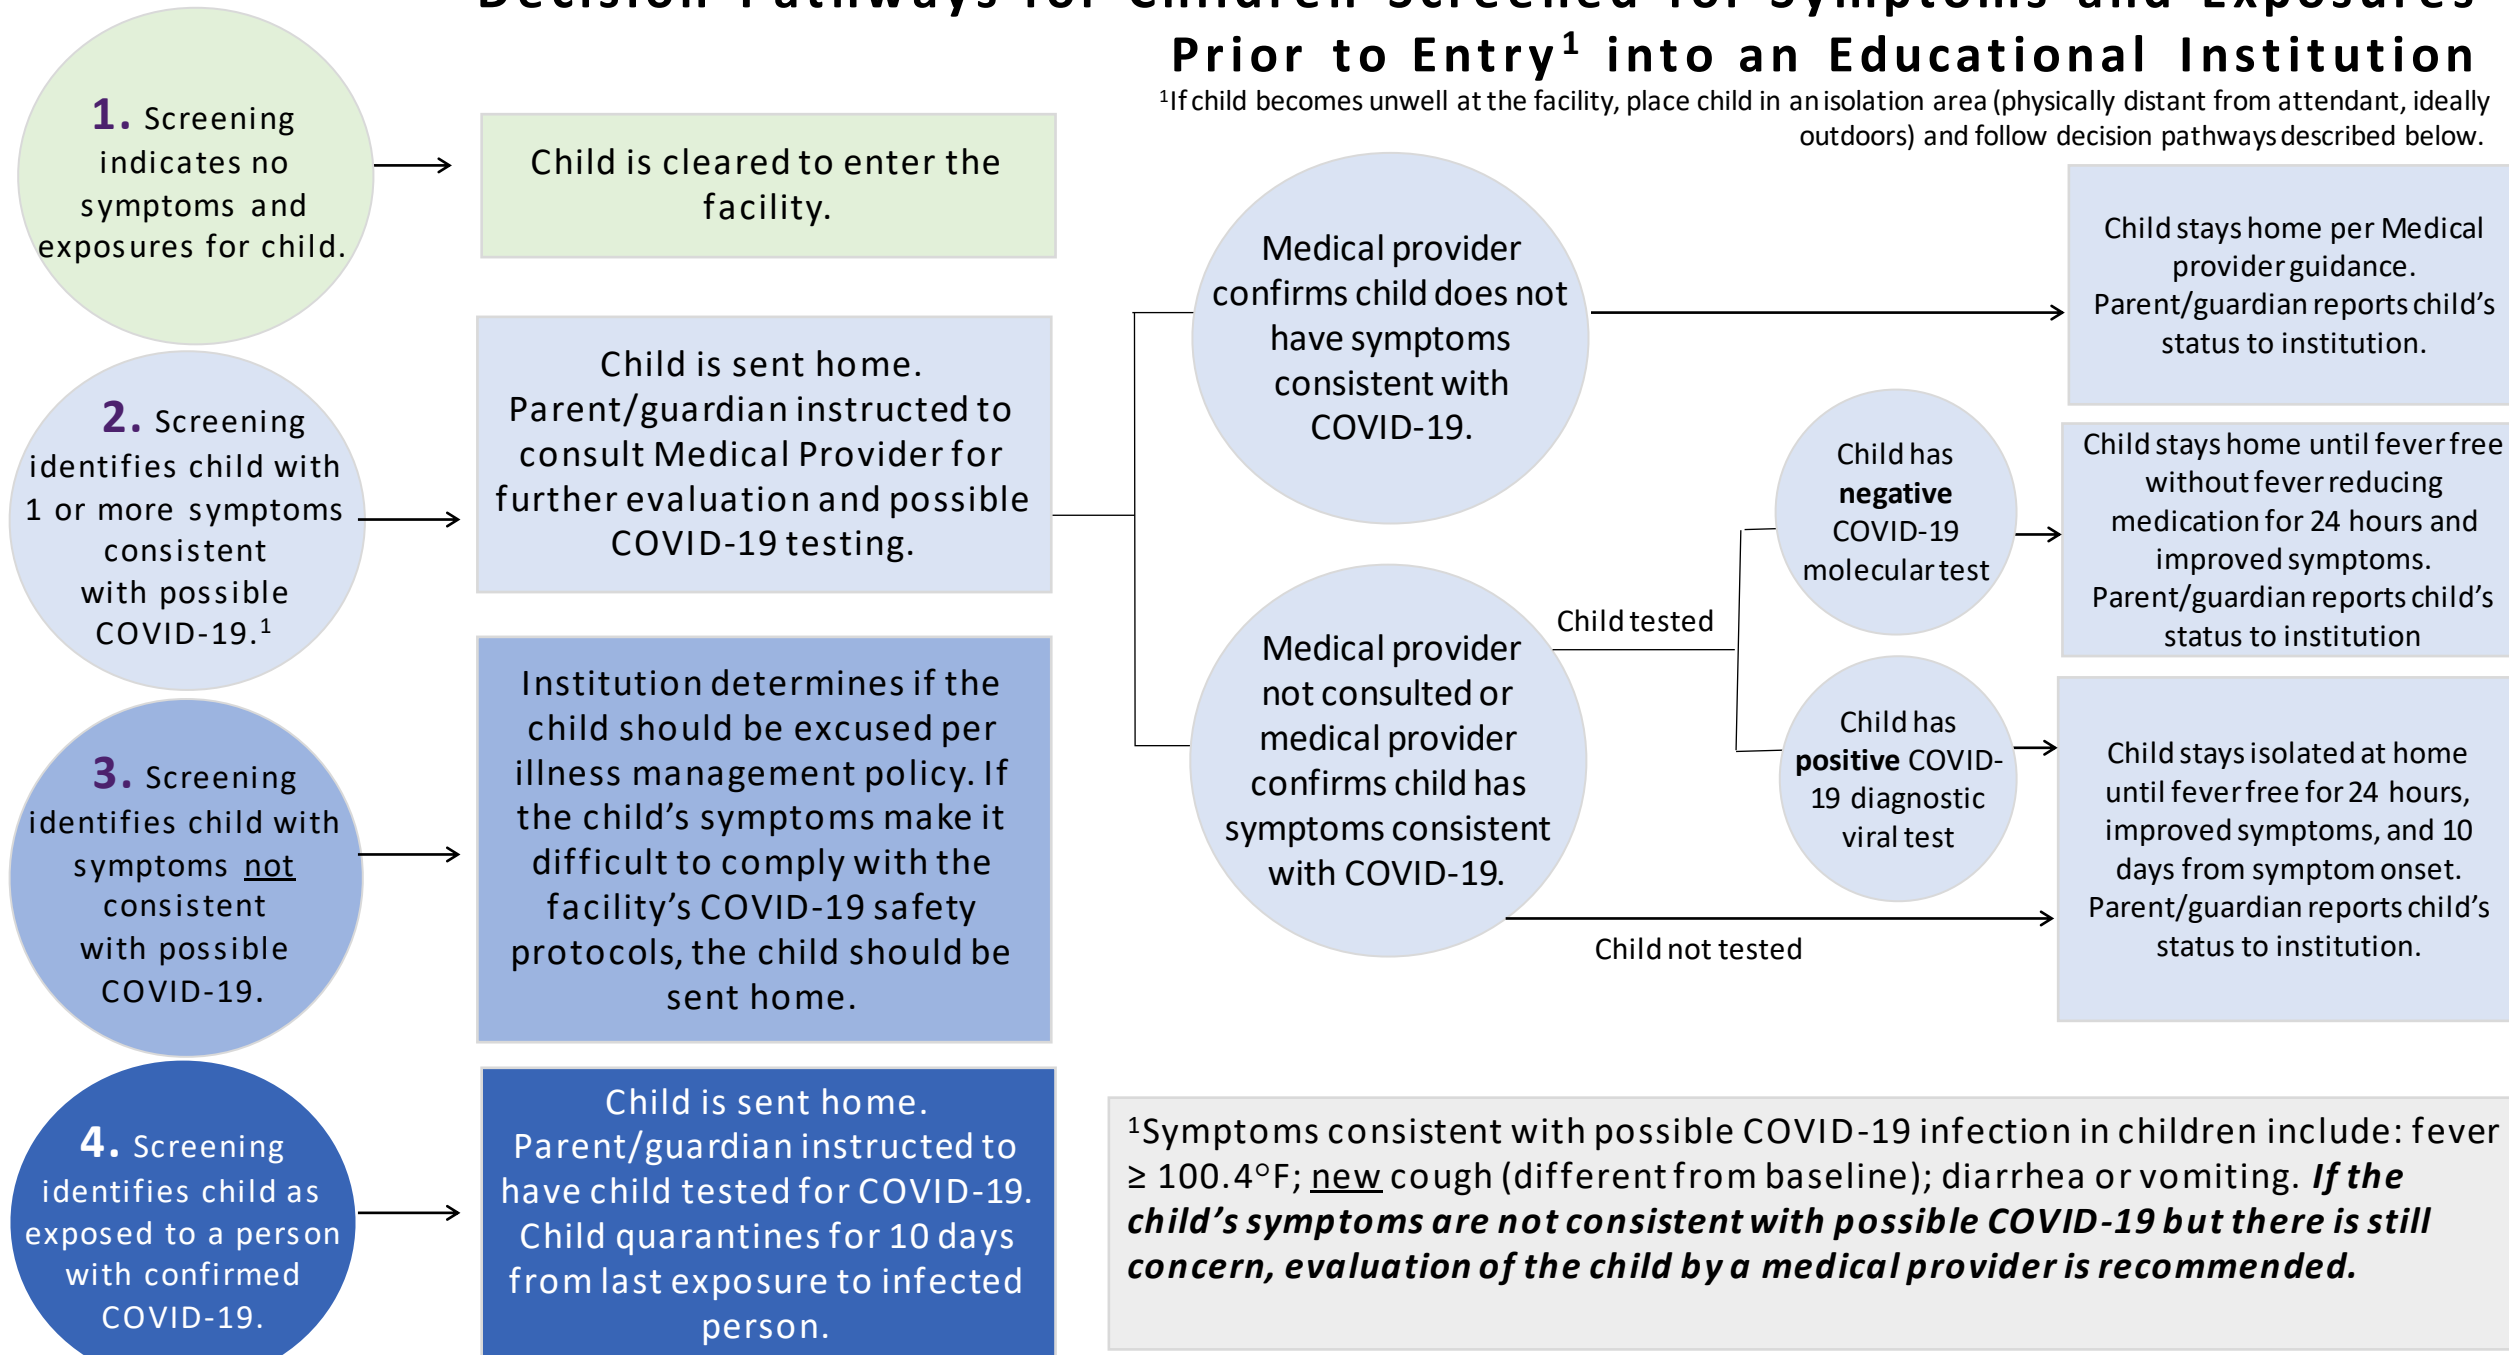 Decision Pathways for Children Screened for Symptoms and Exposures
Prior to Entry¹ into an Educational Institution
¹If child becomes unwell at the facility, place child in an isolation area (physically distant from attendant, ideally
outdoors) and follow decision pathways described below.
1. Screening
indicates no
symptoms and
exposures for child.
Child is cleared to enter the
facility.
2. Screening
identifies child with
1 or more symptoms
consistent
with possible
COVID-19.¹
Child is sent home.
Parent/guardian instructed to
consult Medical Provider for
further evaluation and possible
COVID-19 testing.
Medical provider
confirms child does not
have symptoms
consistent with
COVID-19.
Child stays home per Medical
provider guidance.
Parent/guardian reports child’s
status to institution.
Medical provider
not consulted or
medical provider
confirms child has
symptoms consistent
with COVID-19.
Child tested
Child has
negative
COVID-19
molecular test
Child stays home until fever free
without fever reducing
medication for 24 hours and
improved symptoms.
Parent/guardian reports child’s
status to institution
Child has
positive COVID-
19 diagnostic
viral test
Child stays isolated at home
until fever free for 24 hours,
improved symptoms, and 10
days from symptom onset.
Parent/guardian reports child’s
status to institution.
Child not tested
3. Screening
identifies child with
symptoms not
consistent
with possible
COVID-19.
Institution determines if the
child should be excused per
illness management policy. If
the child’s symptoms make it
difficult to comply with the
facility’s COVID-19 safety
protocols, the child should be
sent home.
4. Screening
identifies child as
exposed to a person
with confirmed
COVID-19.
Child is sent home.
Parent/guardian instructed to
have child tested for COVID-19.
Child quarantines for 10 days
from last exposure to infected
person.
¹Symptoms consistent with possible COVID-19 infection in children include: fever
≥ 100.4°F; new cough (different from baseline); diarrhea or vomiting. If the
child’s symptoms are not consistent with possible COVID-19 but there is still
concern, evaluation of the child by a medical provider is recommended.